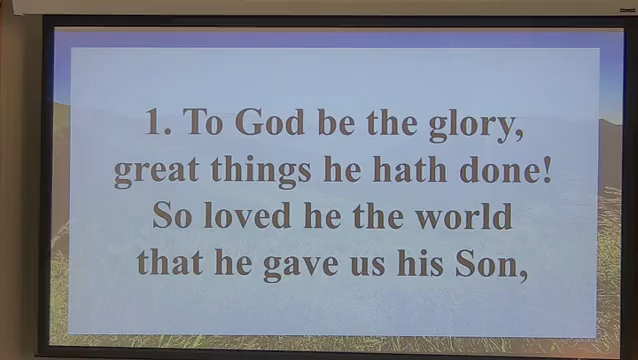 1. To God be the glory,
great things he hath done!
So loved he the world
that he gave us his Son,